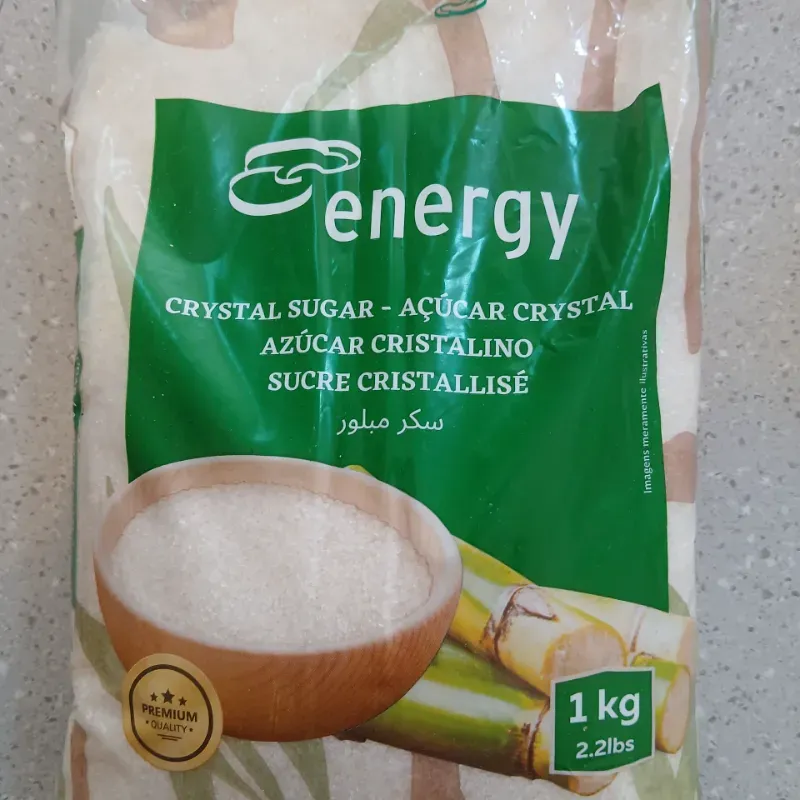 energy
CRYSTAL SUGAR - AÇÚCAR CRYSTAL
AZÚCAR CRISTALINO
SUCRE CRISTALLISÉ
سكر مبلور
Imagens meramente ilustrativas
PREMIUM
• QUALITY •
1 kg
2.2lbs